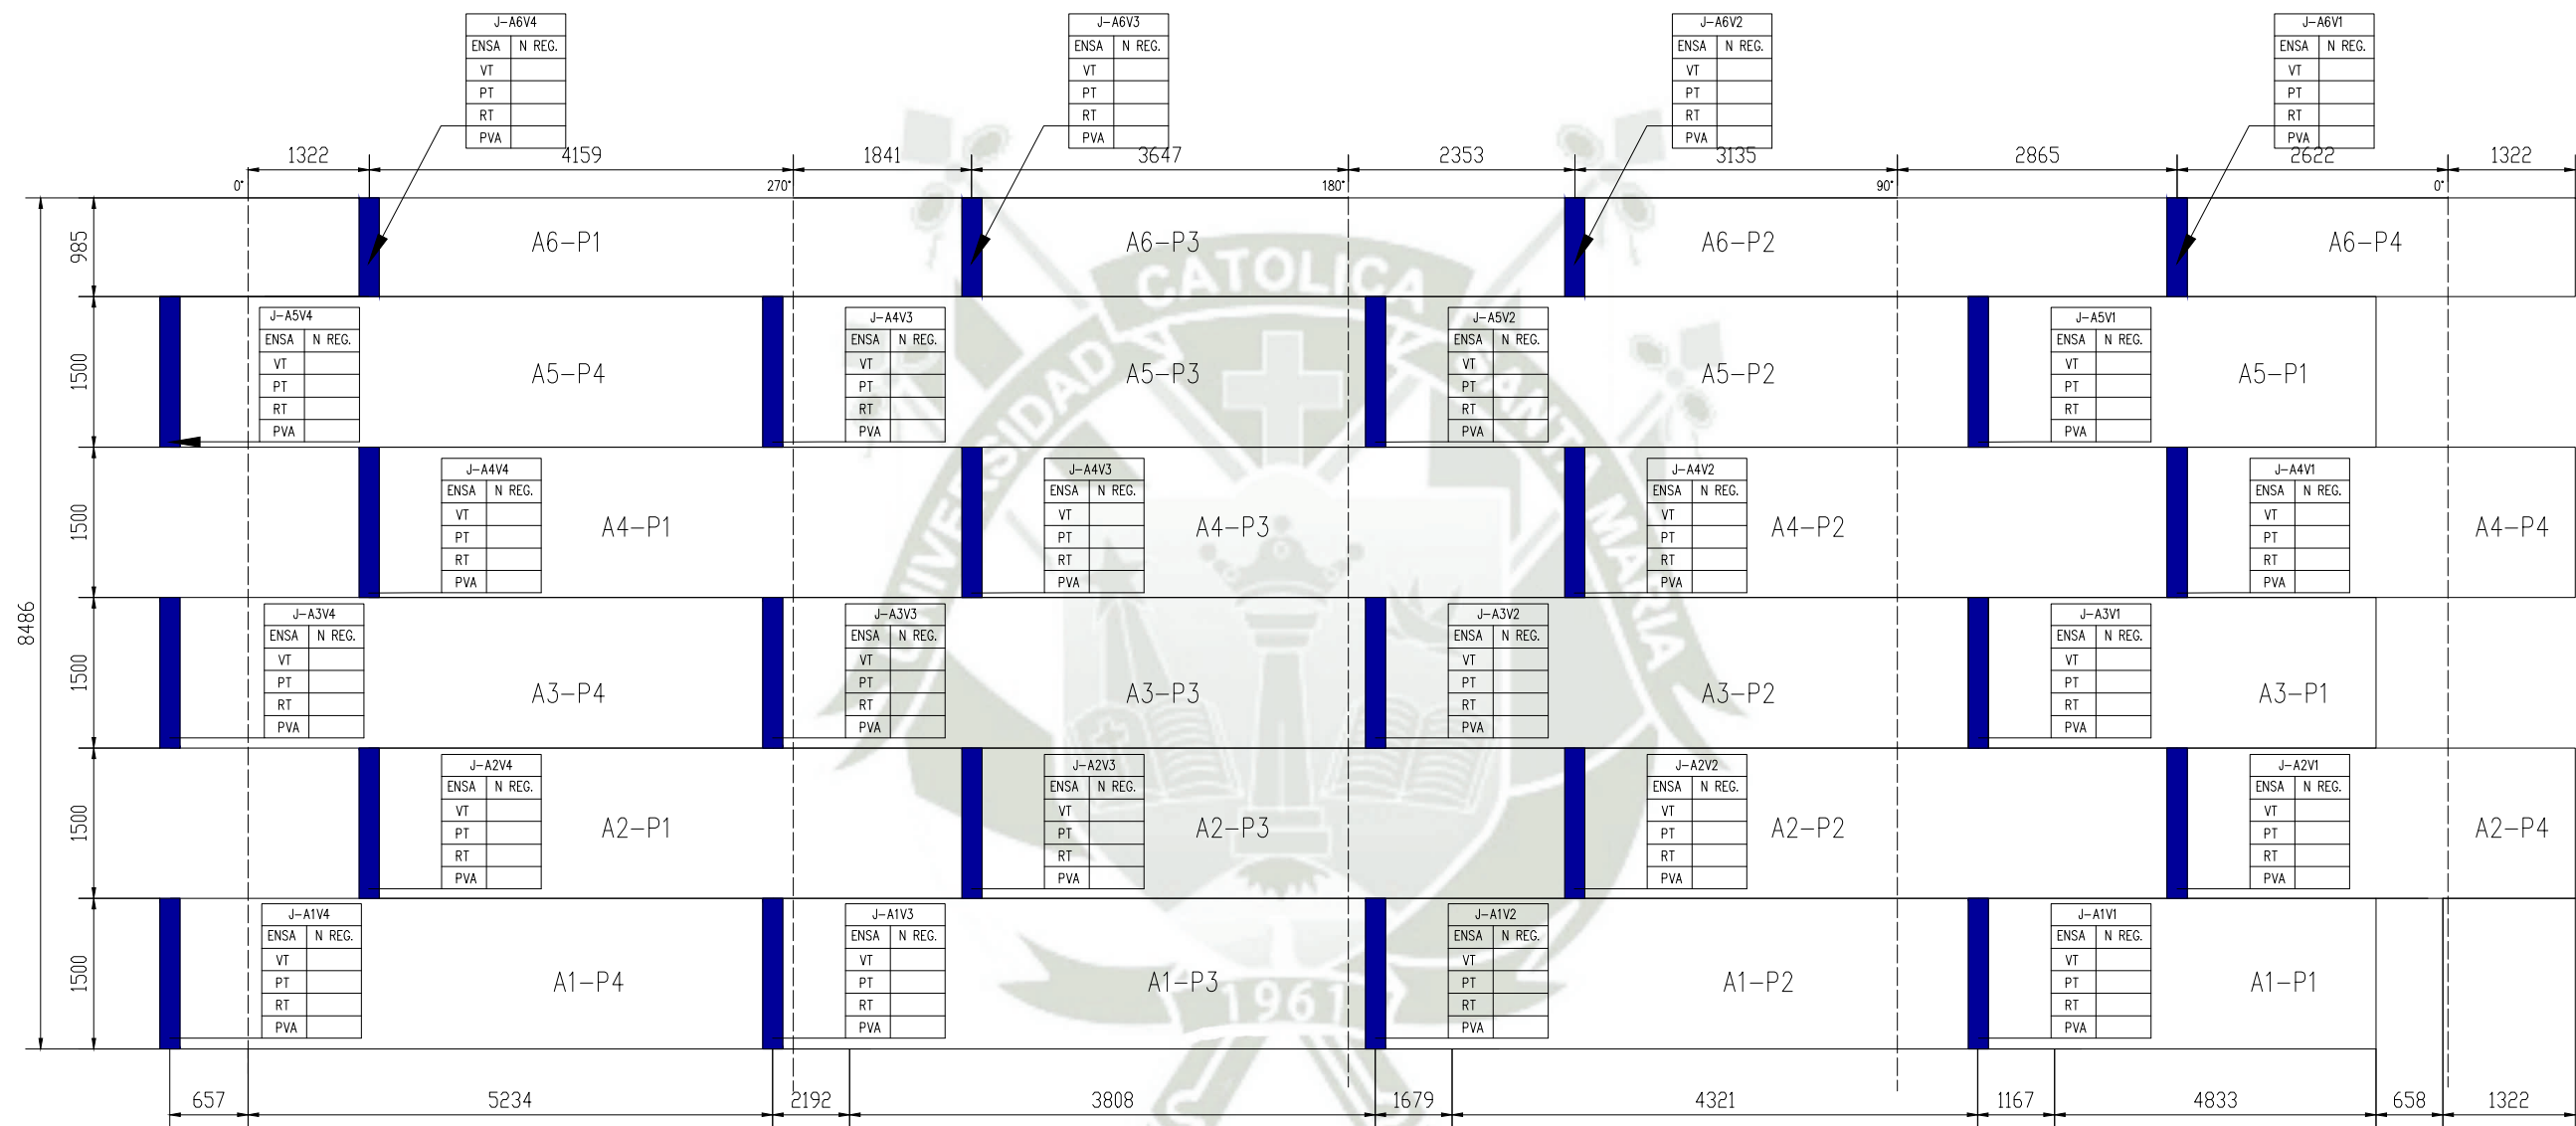 J-A6V4 J-A6V3 J-A6V2 J-A6V1
ENSA N REG. ENSA N REG. ENSA N REG. ENSA N REG.
VT VT VT VT
PT PT PT PT
RT RT RT RT
PVA PVA PVA PVA
1322 4159 1841 3647 2353 3135 2865 2622 1322
0° 270° 180° 90° 0°
985 A6-P1 A6-P3 A6-P2 A6-P4
J-A5V4 J-A4V3 J-A5V2 J-A5V1
ENSA N REG. ENSA N REG. ENSA N REG. ENSA N REG.
VT VT VT VT
1500 A5-P4 A5-P3 A5-P2 A5-P1
PT PT PT PT
RT RT RT RT
PVA PVA PVA PVA
J-A4V4 J-A4V3 J-A4V2 J-A4V1
ENSA N REG. ENSA N REG. ENSA N REG. ENSA N REG.
VT VT VT VT
1500 A4-P1 A4-P3 A4-P2 A4-P4
PT PT PT PT
RT RT RT RT
PVA PVA PVA PVA
8486
J-A3V4 J-A3V3 J-A3V2 J-A3V1
ENSA N REG. ENSA N REG. ENSA N REG. ENSA N REG.
VT VT VT VT
PT PT PT PT
1500 A3-P4 A3-P3 A3-P2 A3-P1
RT RT RT RT
PVA PVA PVA PVA
J-A2V4 J-A2V3 J-A2V2 J-A2V1
ENSA N REG. ENSA N REG. ENSA N REG. ENSA N REG.
VT VT VT VT
1500 A2-P1 A2-P3 A2-P2 A2-P4
PT PT PT PT
RT RT RT RT
PVA PVA PVA PVA
J-A1V4 J-A1V3 J-A1V2 J-A1V1
ENSA N REG. ENSA N REG. ENSA N REG. ENSA N REG.
VT VT VT VT
1500 A1-P4 A1-P3 A1-P2 A1-P1
PT PT PT PT
RT RT RT RT
PVA PVA PVA PVA
657 5234 2192 3808 1679 4321 1167 4833 658 1322
UNIVERSIDAD CATOLICA SANTA MARIA
1961